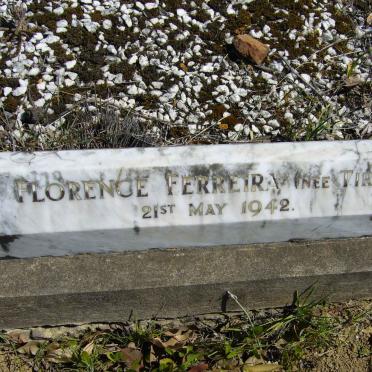 FLORENCE FERREIRA (NEE
21ST MAY 1942.